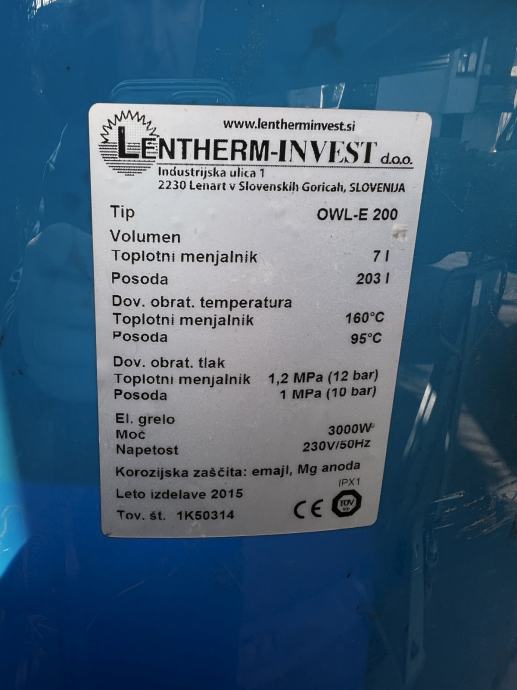 www.lentherminvest.si
LENTHERM-INVEST d.o.o.
Industrijska ulica 1
2230 Lenart v Slovenskih Goricah, SLOVENIJA
Tip OWL-E 200
Volumen
Toplotni menjalnik 7 l
Posoda 203 l
Dov. obrat. temperatura
Toplotni menjalnik 160°C
Posoda 95°C
Dov. obrat. tlak
Toplotni menjalnik 1,2 MPa (12 bar)
Posoda 1 MPa (10 bar)
El. grelo
Moč 3000W
Napetost 230V/50Hz
Korozijska zaščita: emajl, Mg anoda
IPX1
Leto izdelave 2015
CE TÜV
Tov. št. 1K50314